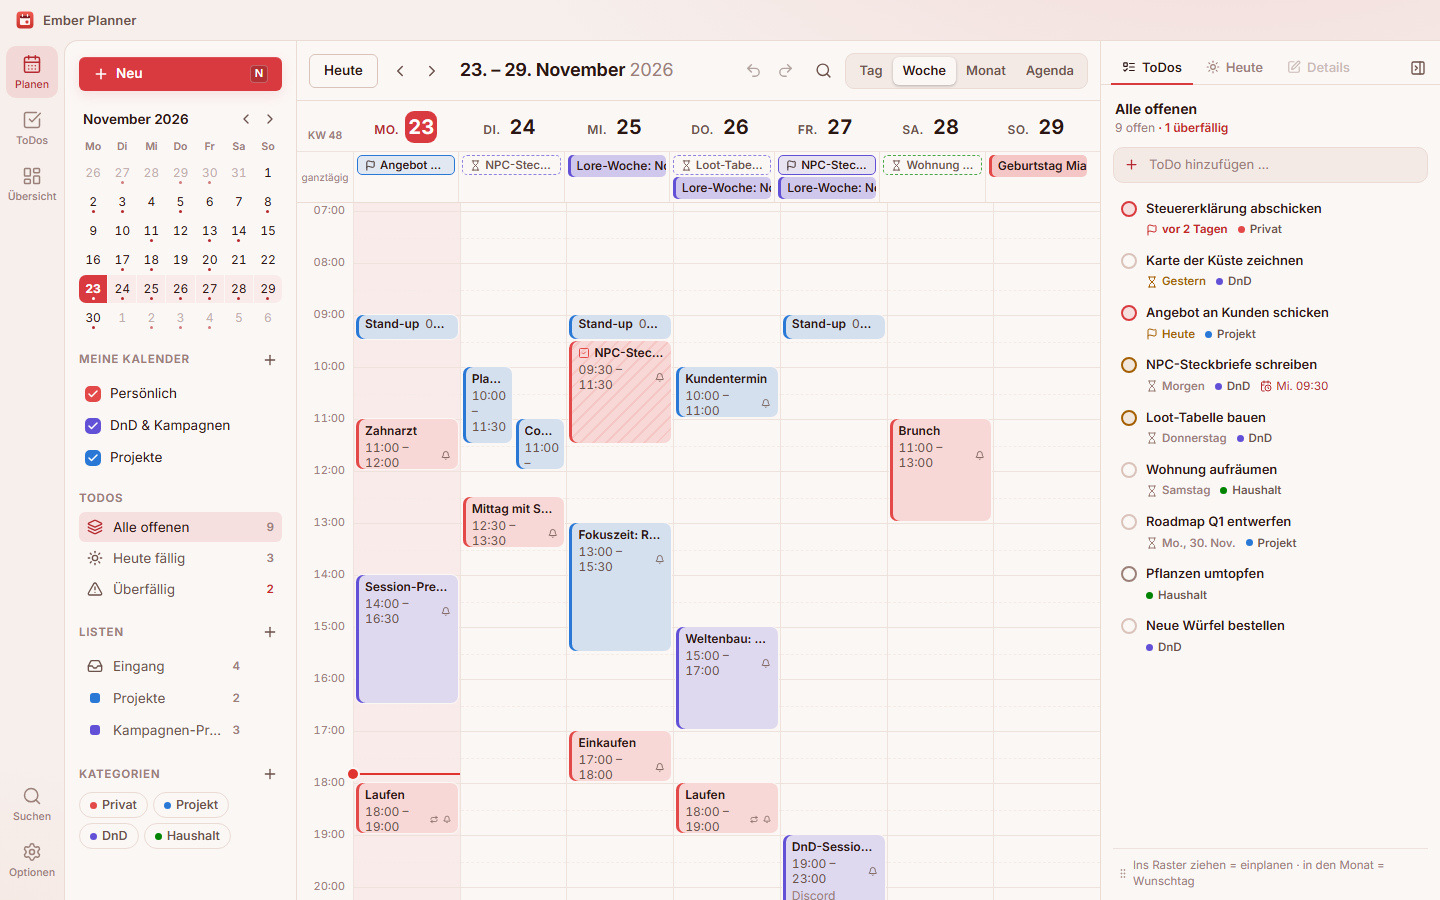 Ember Planner
Planen
ToDos
Übersicht
Suchen
Optionen
+ Neu N
November 2026
Mo Di Mi Do Fr Sa So
26 27 28 29 30 31 1
2 3 4 5 6 7 8
9 10 11 12 13 14 15
16 17 18 19 20 21 22
23 24 25 26 27 28 29
30 1 2 3 4 5 6
MEINE KALENDER
Persönlich
DnD & Kampagnen
Projekte
TODOS
Alle offenen 9
Heute fällig 3
Überfällig 2
LISTEN
Eingang 4
Projekte 2
Kampagnen-Pr... 3
KATEGORIEN
Privat
Projekt
DnD
Haushalt
Heute
23. – 29. November 2026
Tag Woche Monat Agenda
KW 48
MO. 23
DI. 24
MI. 25
DO. 26
FR. 27
SA. 28
SO. 29
ganztägig
Angebot ...
NPC-Stec...
Lore-Woche: No
Loot-Tabe...
NPC-Stec...
Wohnung ...
Geburtstag Mia
Lore-Woche: No
Lore-Woche: No
07:00
08:00
09:00
10:00
11:00
12:00
13:00
14:00
15:00
16:00
17:00
18:00
19:00
20:00
Stand-up 0...
Zahnarzt
11:00 –
12:00
Session-Pre...
14:00 –
16:30
Laufen
18:00 –
19:00
Pla...
10:00
–
11:30
Co...
11:00
–
Mittag mit S...
12:30 –
13:30
Stand-up 0...
NPC-Stec...
09:30 –
11:30
Fokuszeit: R...
13:00 –
15:30
Einkaufen
17:00 –
18:00
Kundentermin
10:00 –
11:00
Weltenbau: ...
15:00 –
17:00
Laufen
18:00 –
19:00
Stand-up 0...
DnD-Sessio...
19:00 –
23:00
Discord
Brunch
11:00 –
13:00
ToDos Heute Details
Alle offenen
9 offen · 1 überfällig
+ ToDo hinzufügen ...
Steuererklärung abschicken
vor 2 Tagen Privat
Karte der Küste zeichnen
Gestern DnD
Angebot an Kunden schicken
Heute Projekt
NPC-Steckbriefe schreiben
Morgen DnD Mi. 09:30
Loot-Tabelle bauen
Donnerstag DnD
Wohnung aufräumen
Samstag Haushalt
Roadmap Q1 entwerfen
Mo., 30. Nov. Projekt
Pflanzen umtopfen
Haushalt
Neue Würfel bestellen
DnD
Ins Raster ziehen = einplanen · in den Monat =
Wunschtag